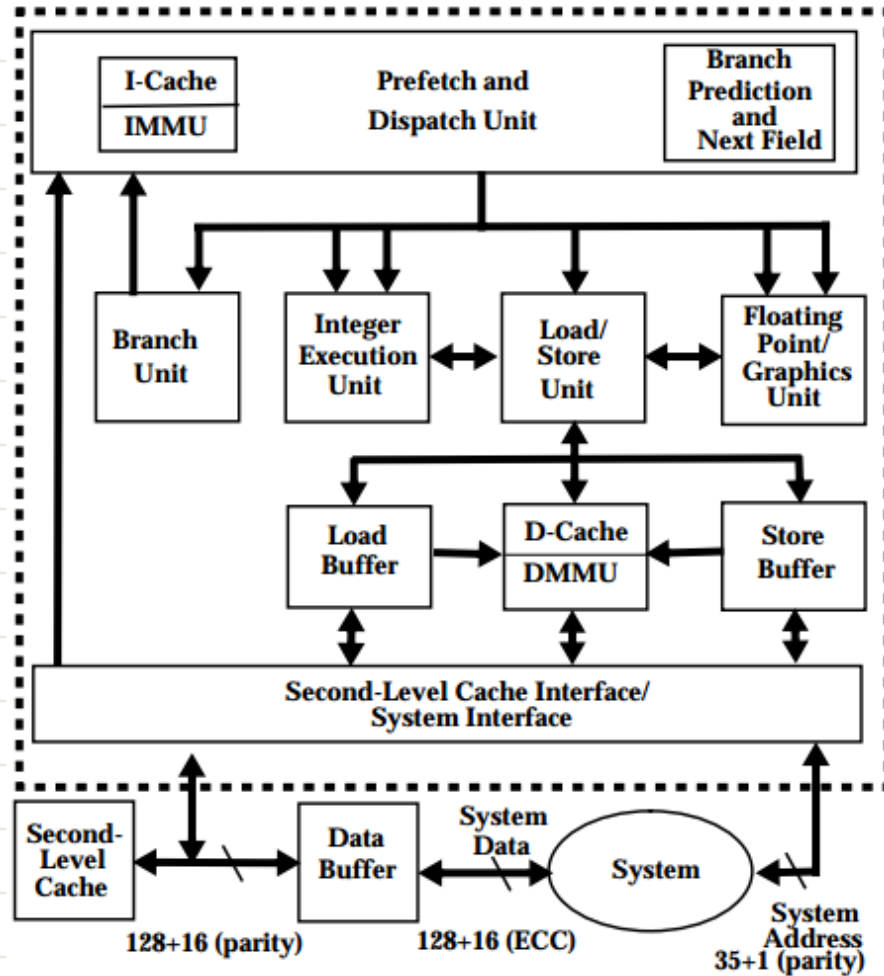 I-Cache
IMMU
Prefetch and
Dispatch Unit
Branch
Prediction
and
Next Field
Branch
Unit
Integer
Execution
Unit
Load/
Store
Unit
Floating
Point/
Graphics
Unit
Load
Buffer
D-Cache
DMMU
Store
Buffer
Second-Level Cache Interface/
System Interface
Second-
Level
Cache
Data
Buffer
System
Data
System
128+16 (parity)
128+16 (ECC)
System
Address
35+1 (parity)